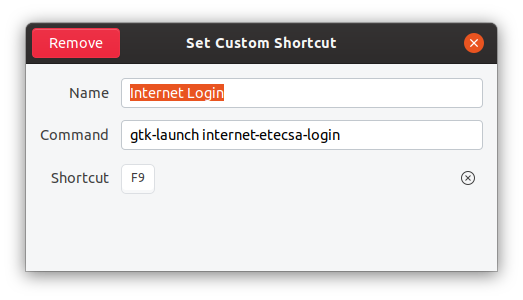 Remove
Set Custom Shortcut
Name
Internet Login
Command
gtk-launch internet-etecsa-login
Shortcut
F9